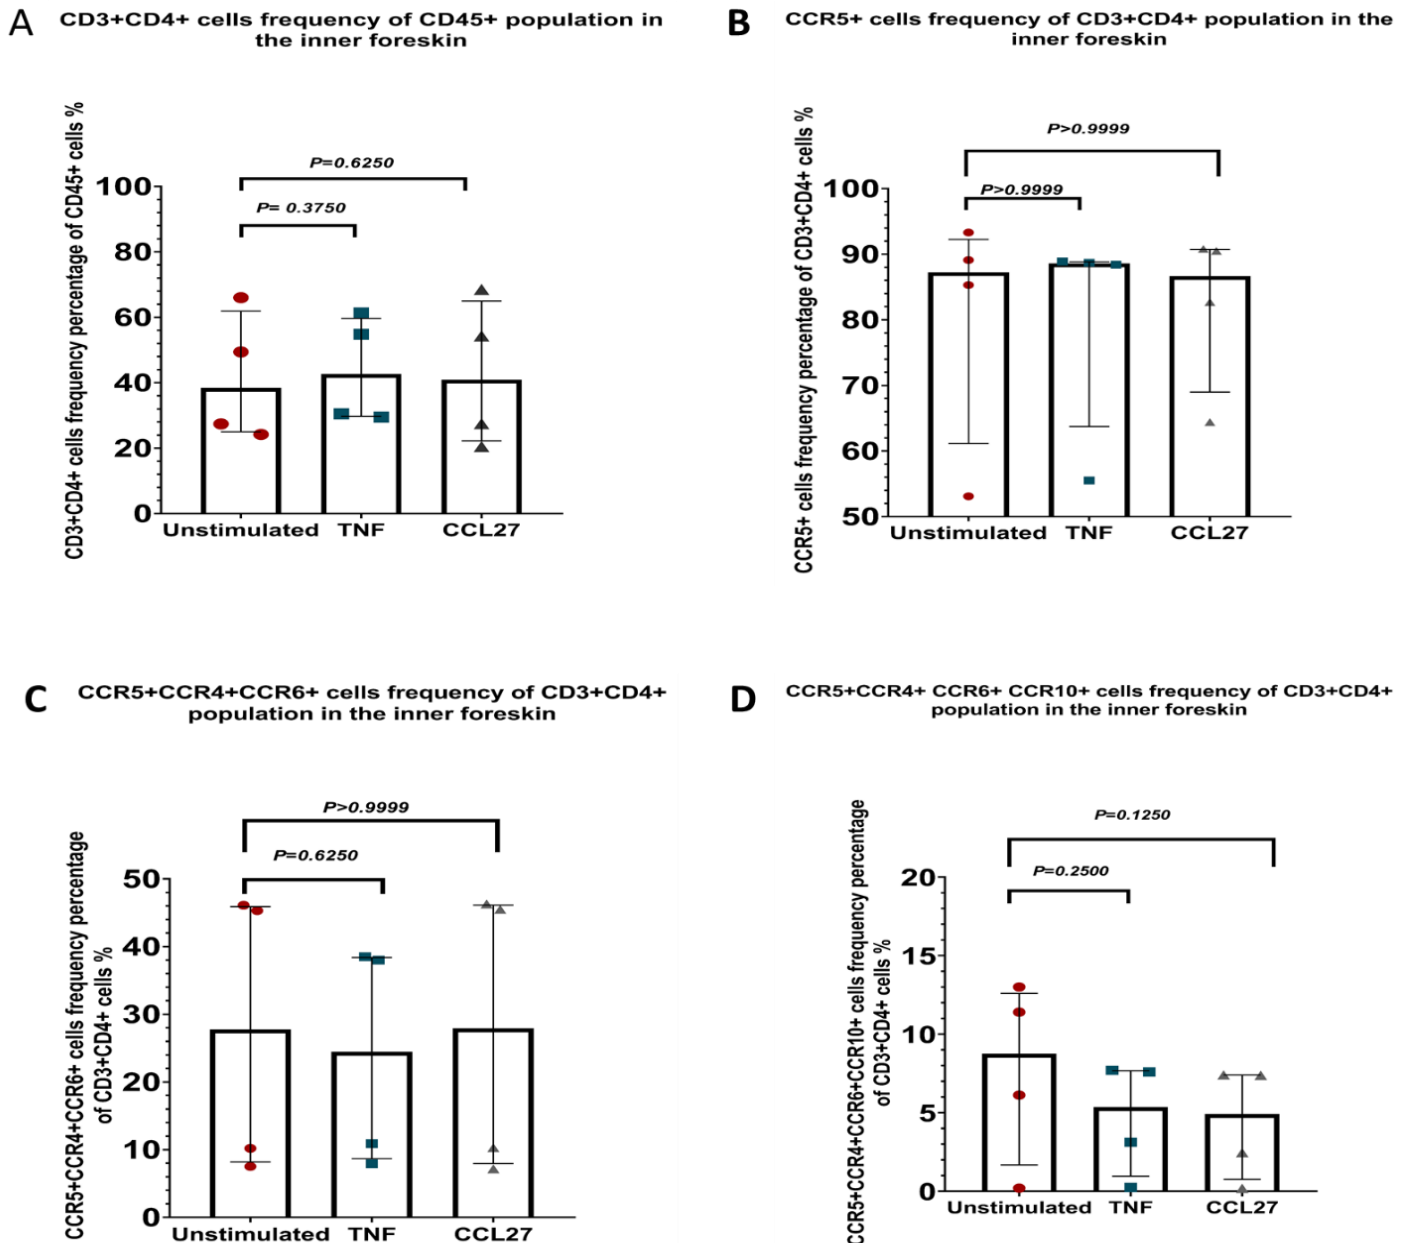 A
CD3+CD4+ cells frequency of CD45+ population in
the inner foreskin
CD3+CD4+ cells frequency percentage of CD45+ cells %
P=0.6250
P= 0.3750
100
80
60
40
20
0
Unstimulated TNF CCL27
B
CCR5+ cells frequency of CD3+CD4+ population in the
inner foreskin
CCR5+ cells frequency percentage of CD3+CD4+ cells %
P>0.9999
P>0.9999
100
90
80
70
60
50
Unstimulated TNF CCL27
C
CCR5+CCR4+CCR6+ cells frequency of CD3+CD4+
population in the inner foreskin
CCR5+CCR4+CCR6+ cells frequency percentage
of CD3+CD4+ cells %
P>0.9999
P=0.6250
50
40
30
20
10
0
Unstimulated TNF CCL27
D
CCR5+CCR4+ CCR6+ CCR10+ cells frequency of CD3+CD4+
population in the inner foreskin
CCR5+CCR4+CCR6+CCR10+ cells frequency percentage
of CD3+CD4+ cells %
P=0.1250
P=0.2500
20
15
10
5
0
Unstimulated TNF CCL27